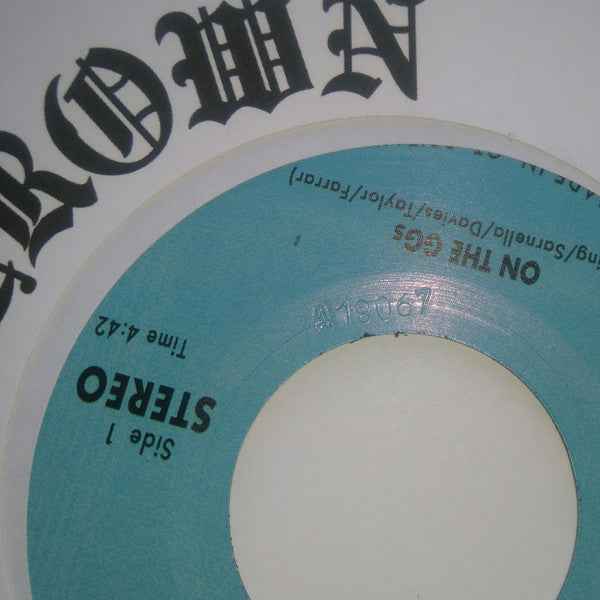 ROWN
Side 1
STEREO
Time 4:42
A18067
ON THE GGs
ing/Sarnella/Davies/Taylor/Farrar)